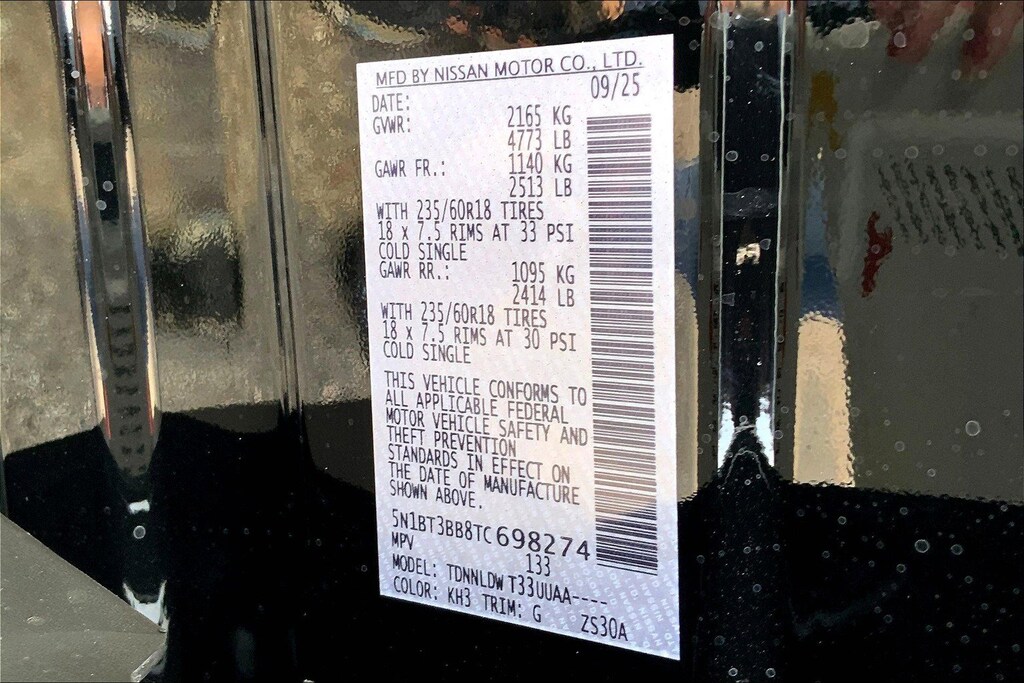 MFD BY NISSAN MOTOR CO., LTD.
DATE: 09/25
GVWR: 2165 KG
4773 LB
GAWR FR.: 1140 KG
2513 LB
WITH 235/60R18 TIRES
18 x 7.5 RIMS AT 33 PSI
COLD SINGLE
GAWR RR.: 1095 KG
2414 LB
WITH 235/60R18 TIRES
18 x 7.5 RIMS AT 30 PSI
COLD SINGLE
THIS VEHICLE CONFORMS TO
ALL APPLICABLE FEDERAL
MOTOR VEHICLE SAFETY AND
THEFT PREVENTION
STANDARDS IN EFFECT ON
THE DATE OF MANUFACTURE
SHOWN ABOVE.
5N1BT3BB8TC698274
MPV 133
MODEL: TDNNLDWT33UUAA----
COLOR: KH3 TRIM: G ZS30A